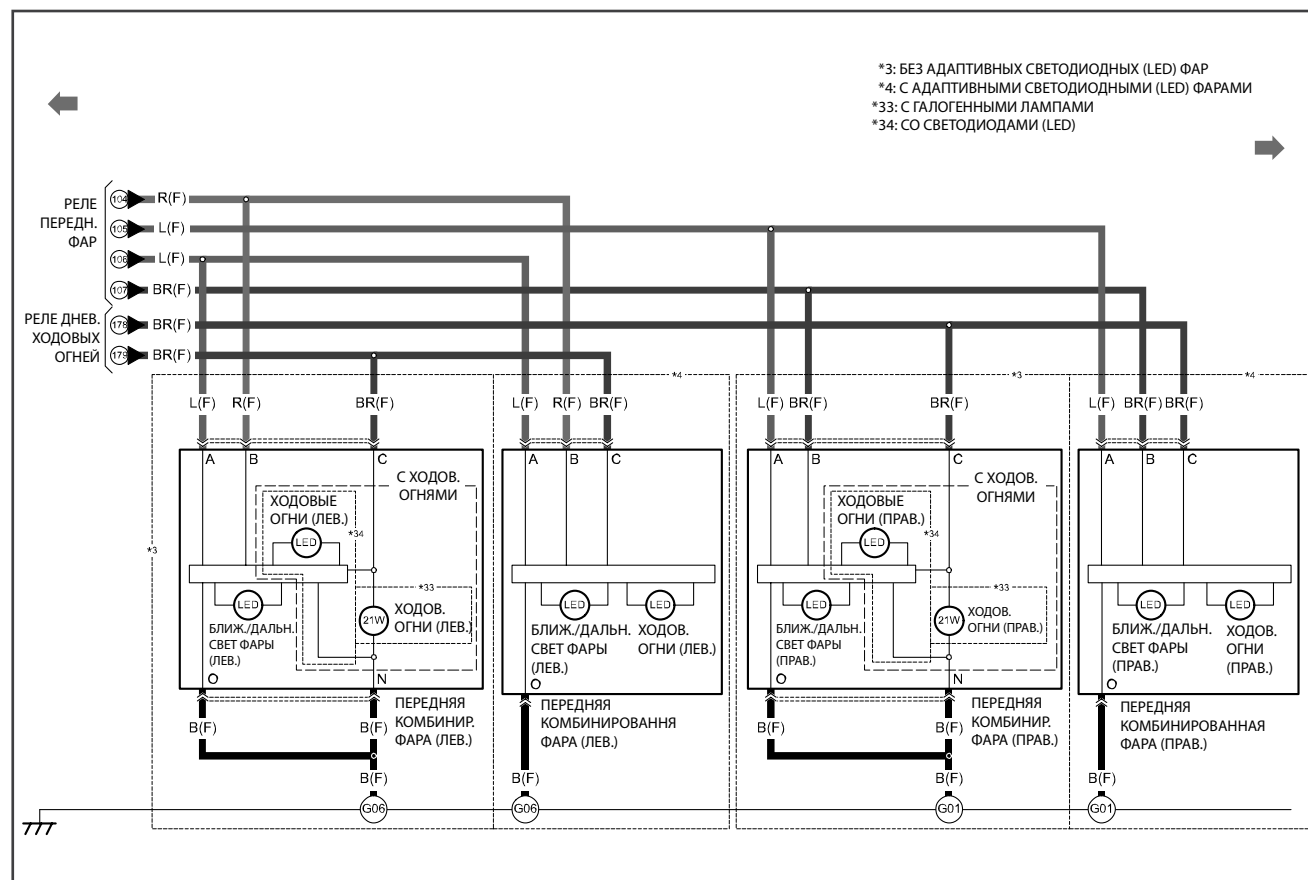 *3: БЕЗ АДАПТИВНЫХ СВЕТОДИОДНЫХ (LED) ФАР
*4: С АДАПТИВНЫМИ СВЕТОДИОДНЫМИ (LED) ФАРАМИ
*33: С ГАЛОГЕННЫМИ ЛАМПАМИ
*34: СО СВЕТОДИОДАМИ (LED)
РЕЛЕ
ПЕРЕДН.
ФАР
104 R(F)
105 L(F)
106 L(F)
107 BR(F)
РЕЛЕ ДНЕВ.
ХОДОВЫХ
ОГНЕЙ
178 BR(F)
179 BR(F)
*4
*3
*4
L(F) R(F) BR(F)
L(F) R(F) BR(F)
L(F) BR(F) BR(F)
L(F) BR(F) BR(F)
*3
A B C
С ХОДОВ.
ОГНЯМИ
ХОДОВЫЕ
ОГНИ (ЛЕВ.)
*34
LED
*33
LED
БЛИЖ./ДАЛЬН.
СВЕТ ФАРЫ
(ЛЕВ.)
21W
ХОДОВ.
ОГНИ (ЛЕВ.)
O N
ПЕРЕДНЯЯ
КОМБИНИР.
ФАРА (ЛЕВ.)
B(F) B(F)
B(F)
G06
A B C
LED
БЛИЖ./ДАЛЬН.
СВЕТ ФАРЫ
(ЛЕВ.)
LED
ХОДОВ.
ОГНИ (ЛЕВ.)
O
ПЕРЕДНЯЯ
КОМБИНИРОВАННЯ
ФАРА (ЛЕВ.)
B(F)
G06
A B C
С ХОДОВ.
ОГНЯМИ
ХОДОВЫЕ
ОГНИ (ПРАВ.)
*34
LED
*33
LED
БЛИЖ./ДАЛЬН.
СВЕТ ФАРЫ
(ПРАВ.)
21W
ХОДОВ.
ОГНИ (ПРАВ.)
O N
ПЕРЕДНЯЯ
КОМБИНИР.
ФАРА (ПРАВ.)
B(F) B(F)
B(F)
G01
A B C
LED
БЛИЖ./ДАЛЬН.
СВЕТ ФАРЫ
(ПРАВ.)
LED
ХОДОВ.
ОГНИ
(ПРАВ.)
O
ПЕРЕДНЯЯ
КОМБИНИРОВАННАЯ
ФАРА (ПРАВ.)
B(F)
G01